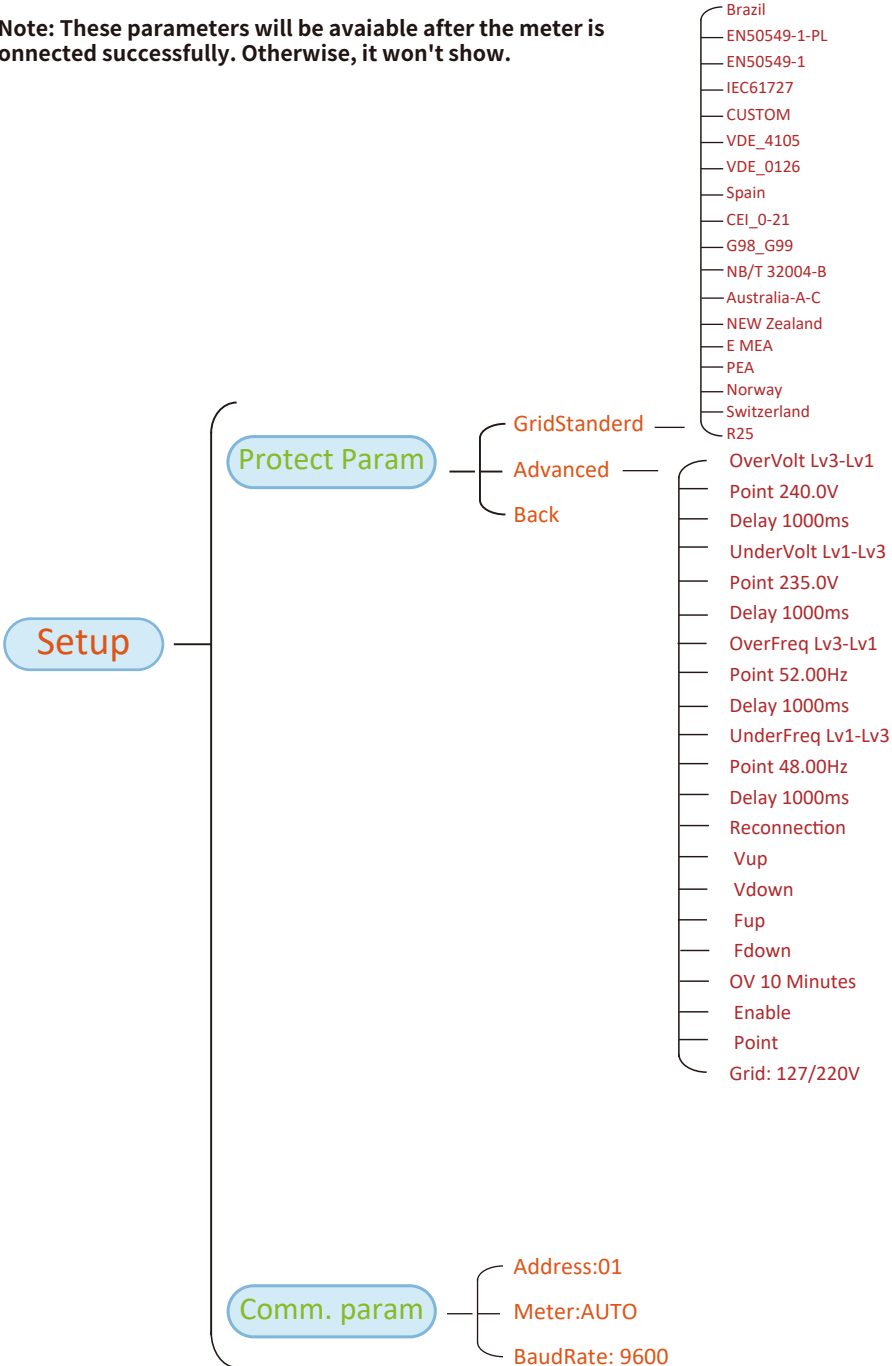 Note: These parameters will be avaiable after the meter is
onnected successfully. Otherwise, it won't show.
Brazil
EN50549-1-PL
EN50549-1
IEC61727
CUSTOM
VDE_4105
VDE_0126
Spain
CEI_0-21
G98_G99
NB/T 32004-B
Australia-A-C
NEW Zealand
E MEA
PEA
Norway
Switzerland
R25
Setup
Protect Param
GridStanderd
Advanced
Back
OverVolt Lv3-Lv1
Point 240.0V
Delay 1000ms
UnderVolt Lv1-Lv3
Point 235.0V
Delay 1000ms
OverFreq Lv3-Lv1
Point 52.00Hz
Delay 1000ms
UnderFreq Lv1-Lv3
Point 48.00Hz
Delay 1000ms
Reconnection
Vup
Vdown
Fup
Fdown
OV 10 Minutes
Enable
Point
Grid: 127/220V
Comm. param
Address:01
Meter:AUTO
BaudRate: 9600